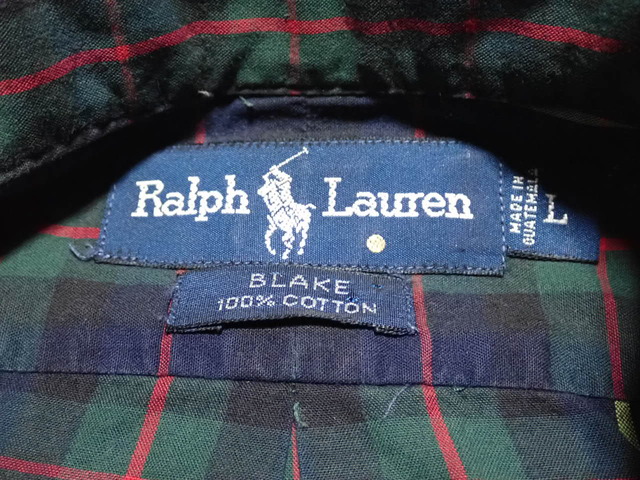 Ralph Lauren
MADE IN
GUATEMALA
L
BLAKE
100% COTTON